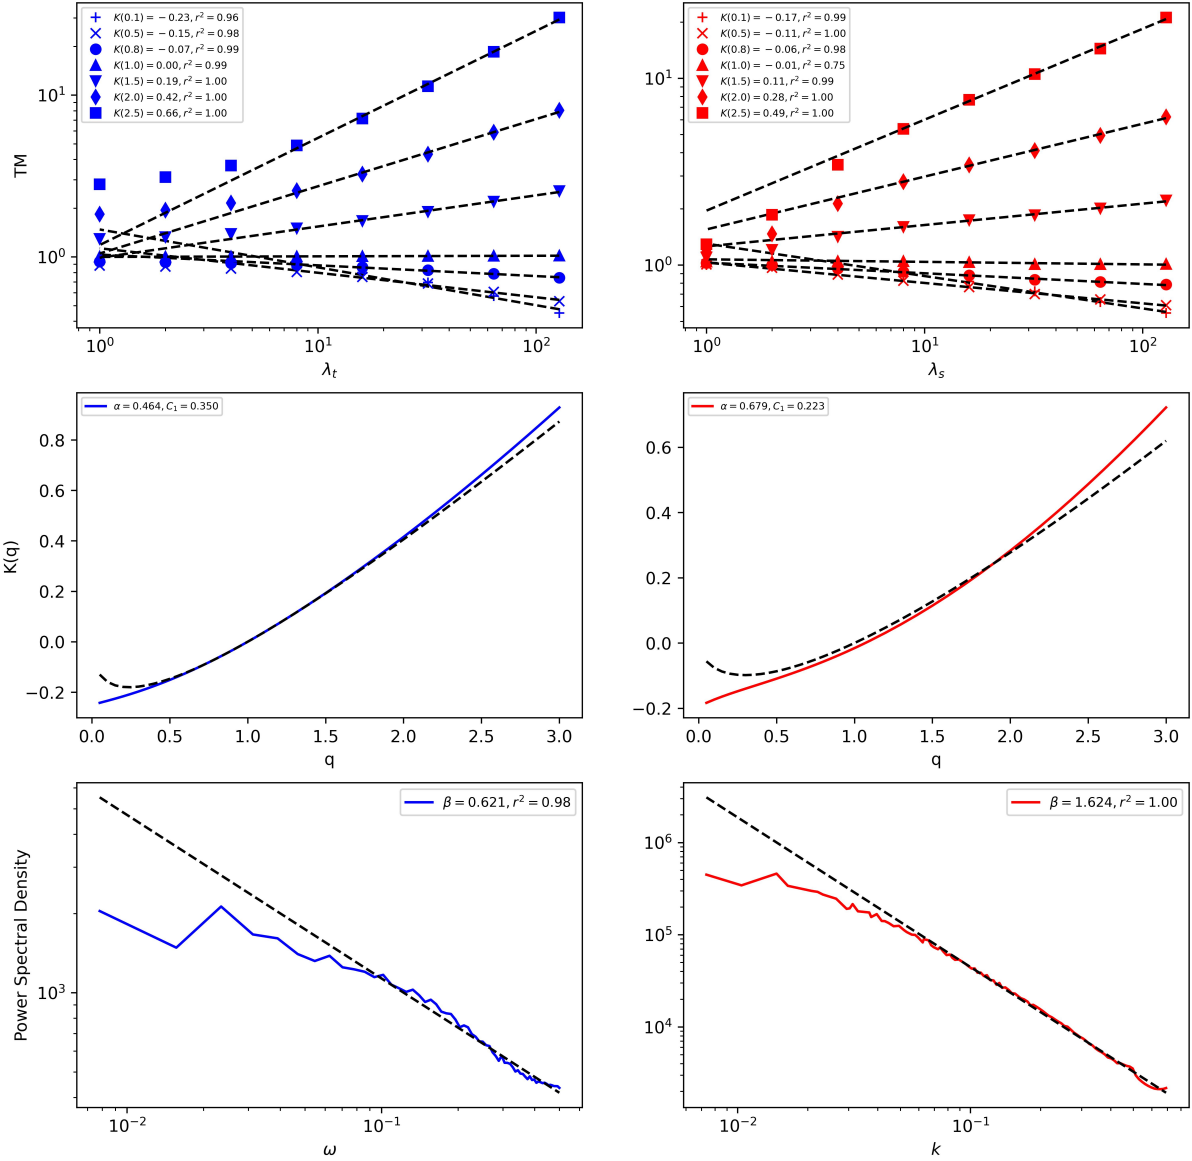 K(0.1) = −0.23, r² = 0.96
K(0.5) = −0.15, r² = 0.98
K(0.8) = −0.07, r² = 0.99
K(1.0) = 0.00, r² = 0.99
K(1.5) = 0.19, r² = 1.00
K(2.0) = 0.42, r² = 1.00
K(2.5) = 0.66, r² = 1.00
10¹
10⁰
TM
10⁰ 10¹ 10²
λₜ
K(0.1) = −0.17, r² = 0.99
K(0.5) = −0.11, r² = 1.00
K(0.8) = −0.06, r² = 0.98
K(1.0) = −0.01, r² = 0.75
K(1.5) = 0.11, r² = 0.99
K(2.0) = 0.28, r² = 1.00
K(2.5) = 0.49, r² = 1.00
10¹
10⁰
10⁰ 10¹ 10²
λₛ
α = 0.464, C₁ = 0.350
0.8
0.6
0.4
0.2
0.0
−0.2
K(q)
0.0 0.5 1.0 1.5 2.0 2.5 3.0
q
α = 0.679, C₁ = 0.223
0.6
0.4
0.2
0.0
−0.2
0.0 0.5 1.0 1.5 2.0 2.5 3.0
q
β = 0.621, r² = 0.98
10³
Power Spectral Density
10⁻² 10⁻¹
ω
β = 1.624, r² = 1.00
10⁶
10⁵
10⁴
10⁻² 10⁻¹
k